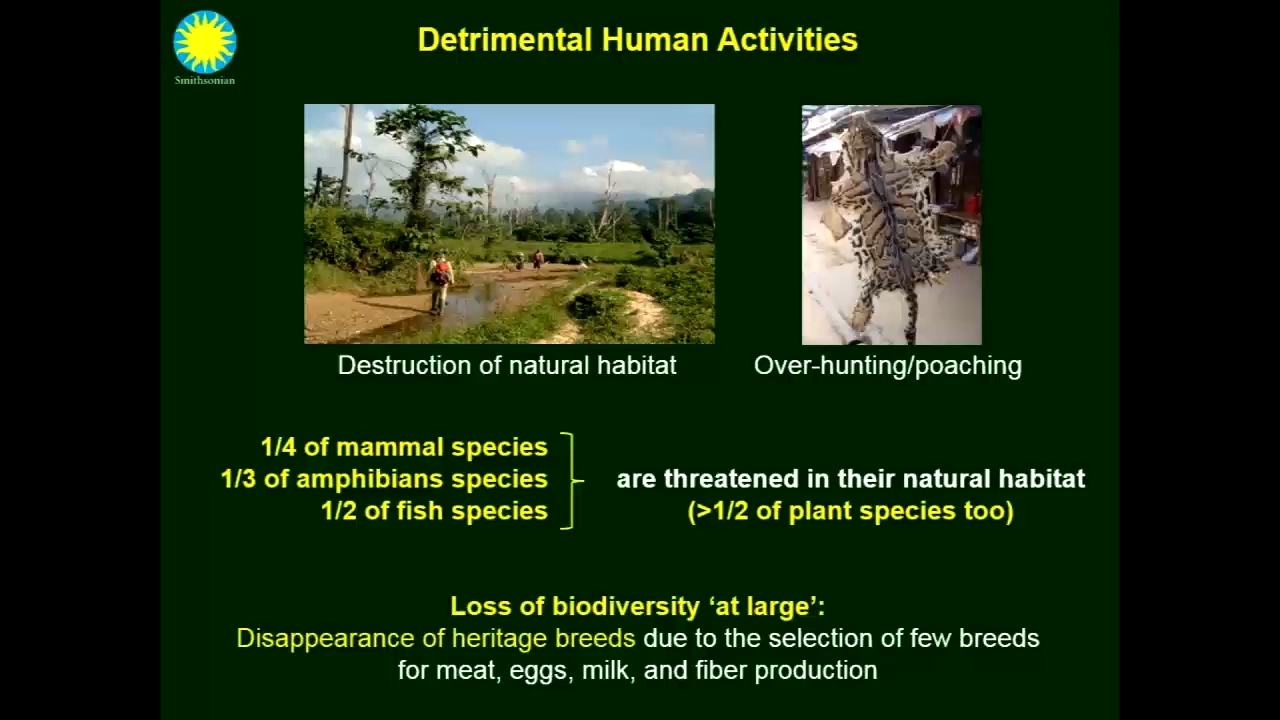 Smithsonian
Detrimental Human Activities
Destruction of natural habitat
Over-hunting/poaching
1/4 of mammal species
1/3 of amphibians species
1/2 of fish species
are threatened in their natural habitat
(>1/2 of plant species too)
Loss of biodiversity ‘at large’:
Disappearance of heritage breeds due to the selection of few breeds
for meat, eggs, milk, and fiber production